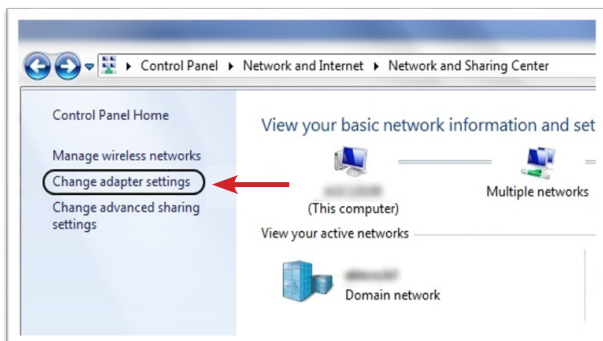 Control Panel Network and Internet Network and Sharing Center
Control Panel Home
Manage wireless networks
Change adapter settings
Change advanced sharing
settings
View your basic network information and set
(This computer)
Multiple networks
View your active networks
Domain network